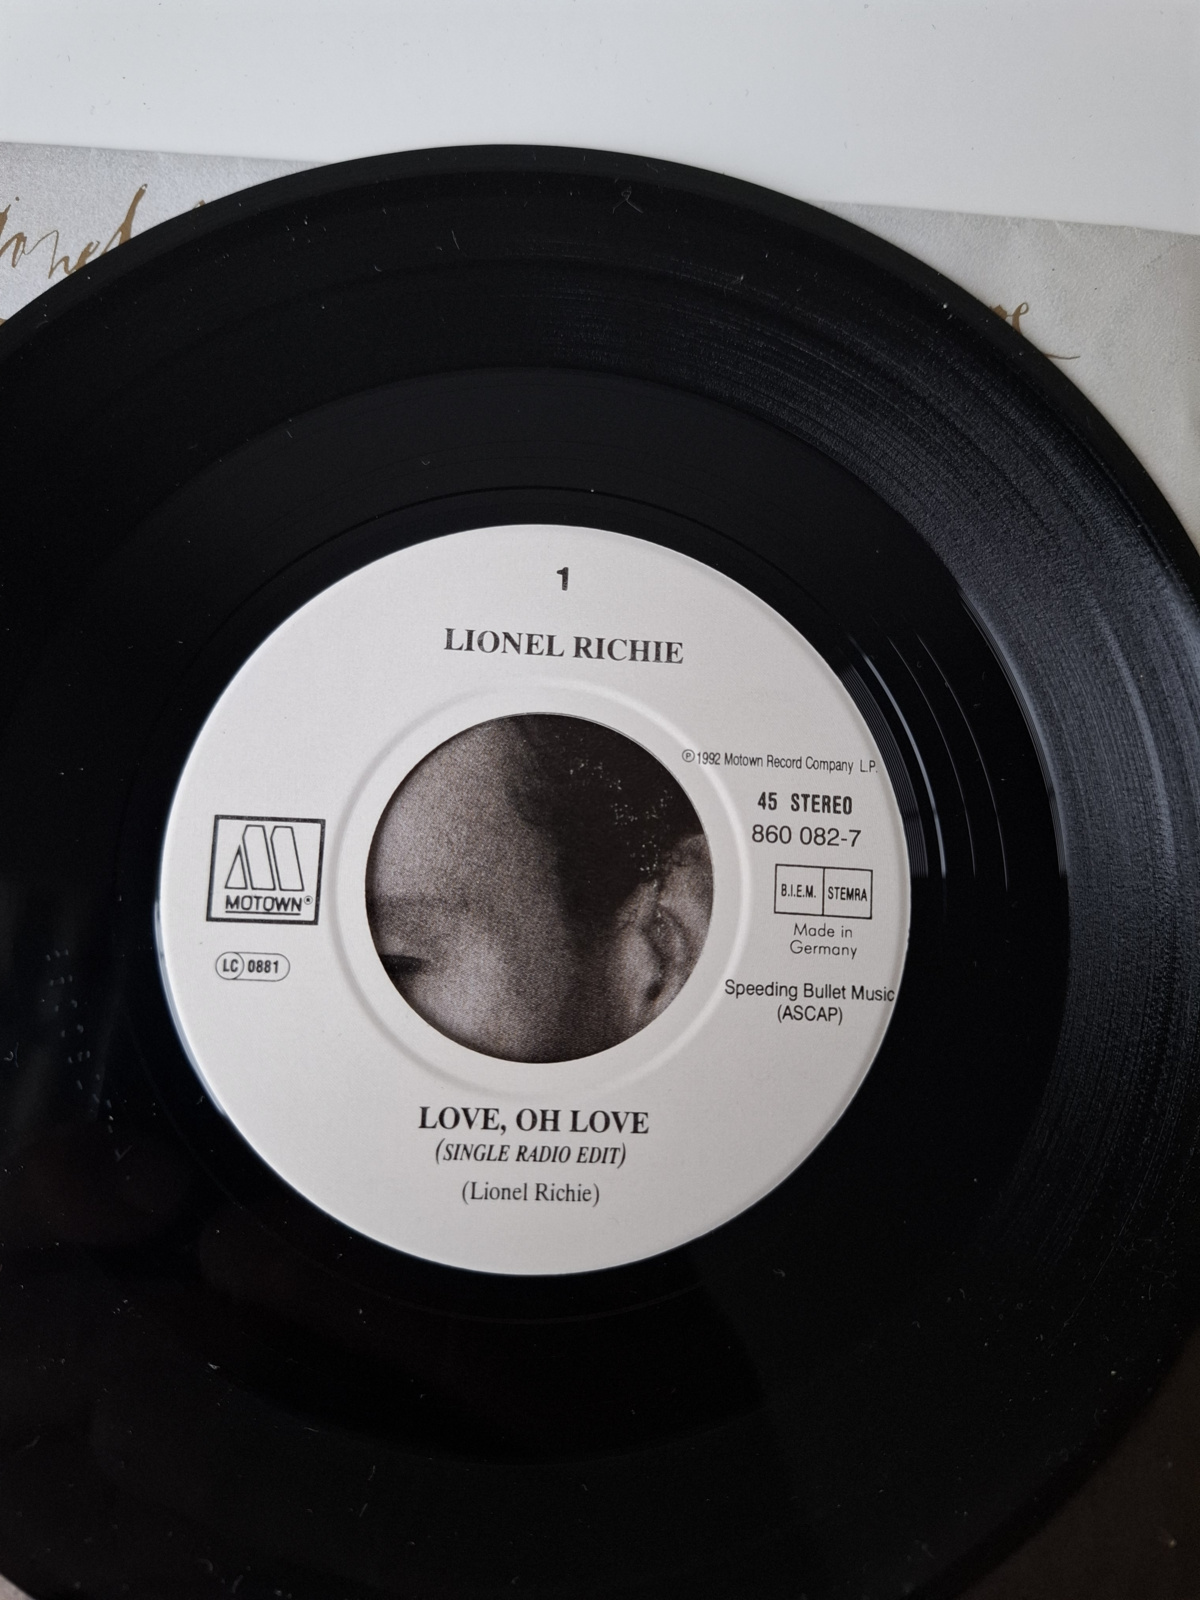 Lionel
1
LIONEL RICHIE
℗1992 Motown Record Company L.P.
45 STEREO
860 082-7
B.I.E.M. STEMRA
Made in
Germany
Speeding Bullet Music
(ASCAP)
MOTOWN®
LC 0881
LOVE, OH LOVE
(SINGLE RADIO EDIT)
(Lionel Richie)